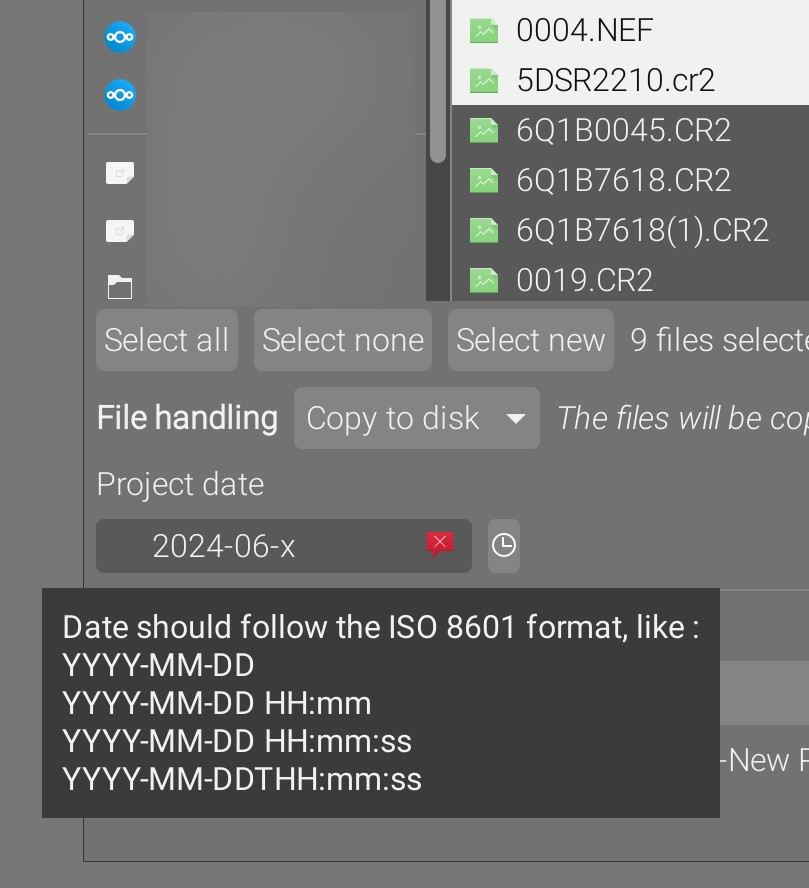 0004.NEF
5DSR2210.cr2
6Q1B0045.CR2
6Q1B7618.CR2
6Q1B7618(1).CR2
0019.CR2
Select all Select none Select new 9 files selecte
File handling Copy to disk The files will be cop
Project date
2024-06-x
Date should follow the ISO 8601 format, like :
YYYY-MM-DD
YYYY-MM-DD HH:mm
YYYY-MM-DD HH:mm:ss
-New P
YYYY-MM-DDTHH:mm:ss